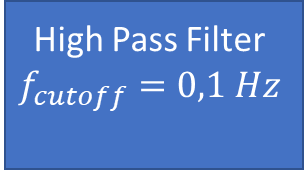 High Pass Filter
f_cutoff = 0,1 Hz